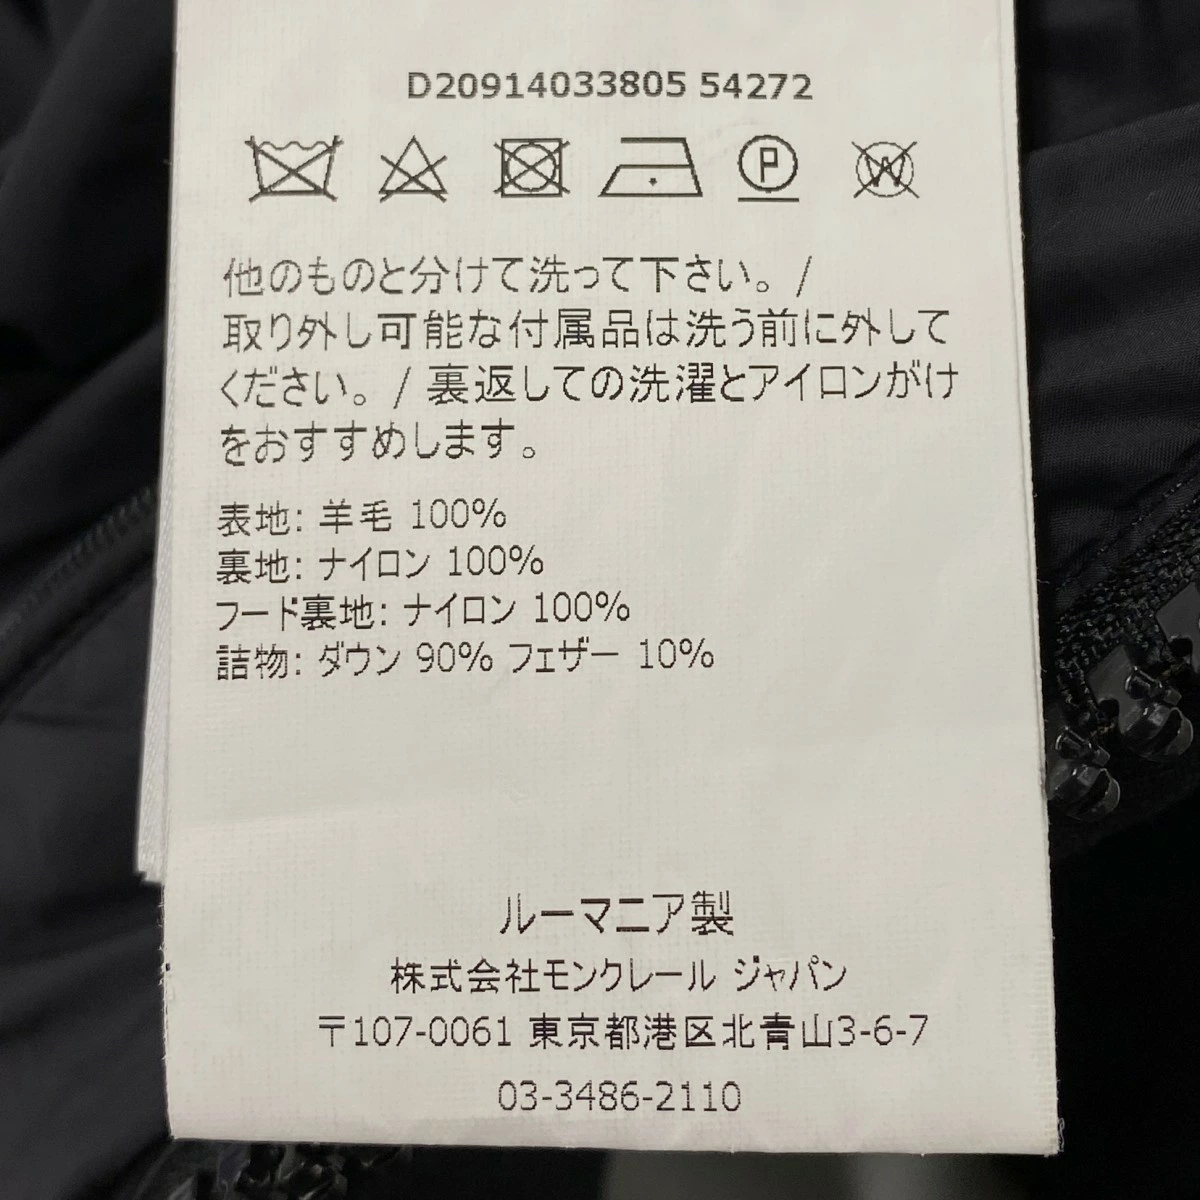 D20914033805 54272
P
W
他のものと分けて洗って下さい。/
取り外し可能な付属品は洗う前に外して
ください。/ 裏返しての洗濯とアイロンがけ
をおすすめします。
表地: 羊毛 100%
裏地: ナイロン 100%
フード裏地: ナイロン 100%
詰物: ダウン 90% フェザー 10%
ルーマニア製
株式会社モンクレール ジャパン
〒107-0061 東京都港区北青山3-6-7
03-3486-2110